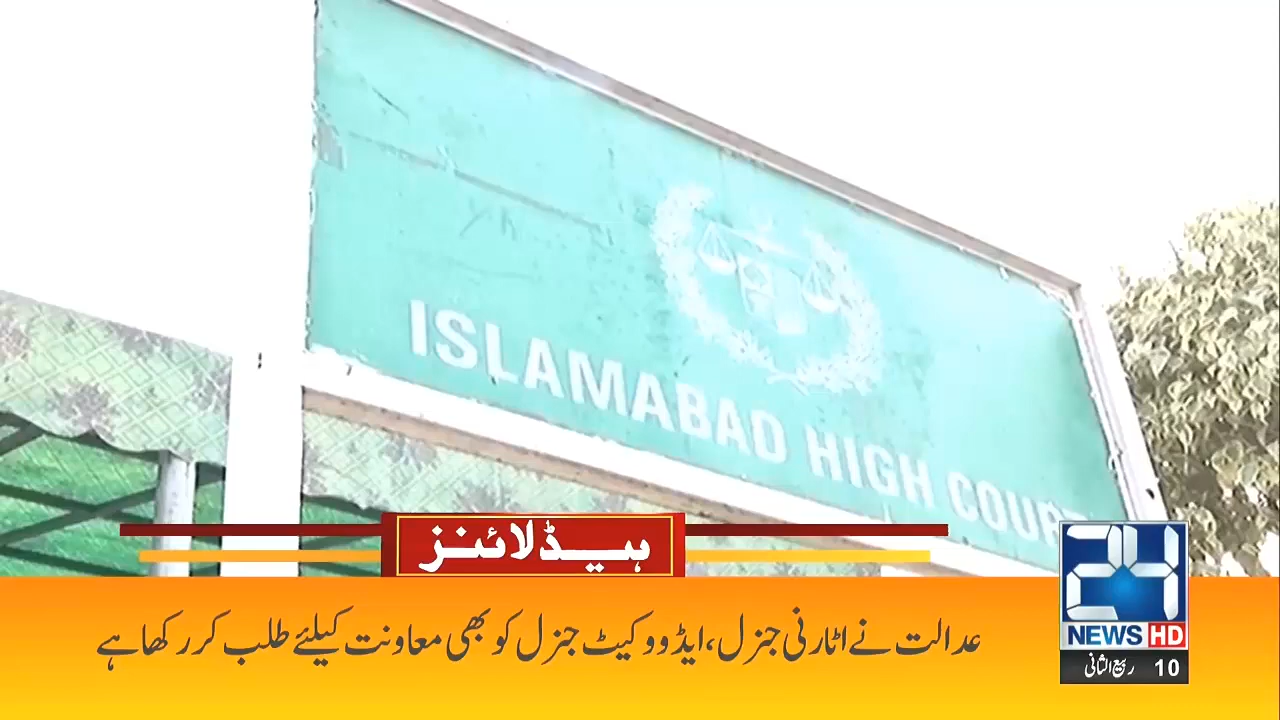 ISLAMABAD HIGH COURT
ہیڈلائنز
عدالت نے اٹارنی جنرل، ایڈووکیٹ جنرل کو بھی معاونت کیلئے طلب کر رکھا ہے
24
NEWS HD
10 ربیع الثانی